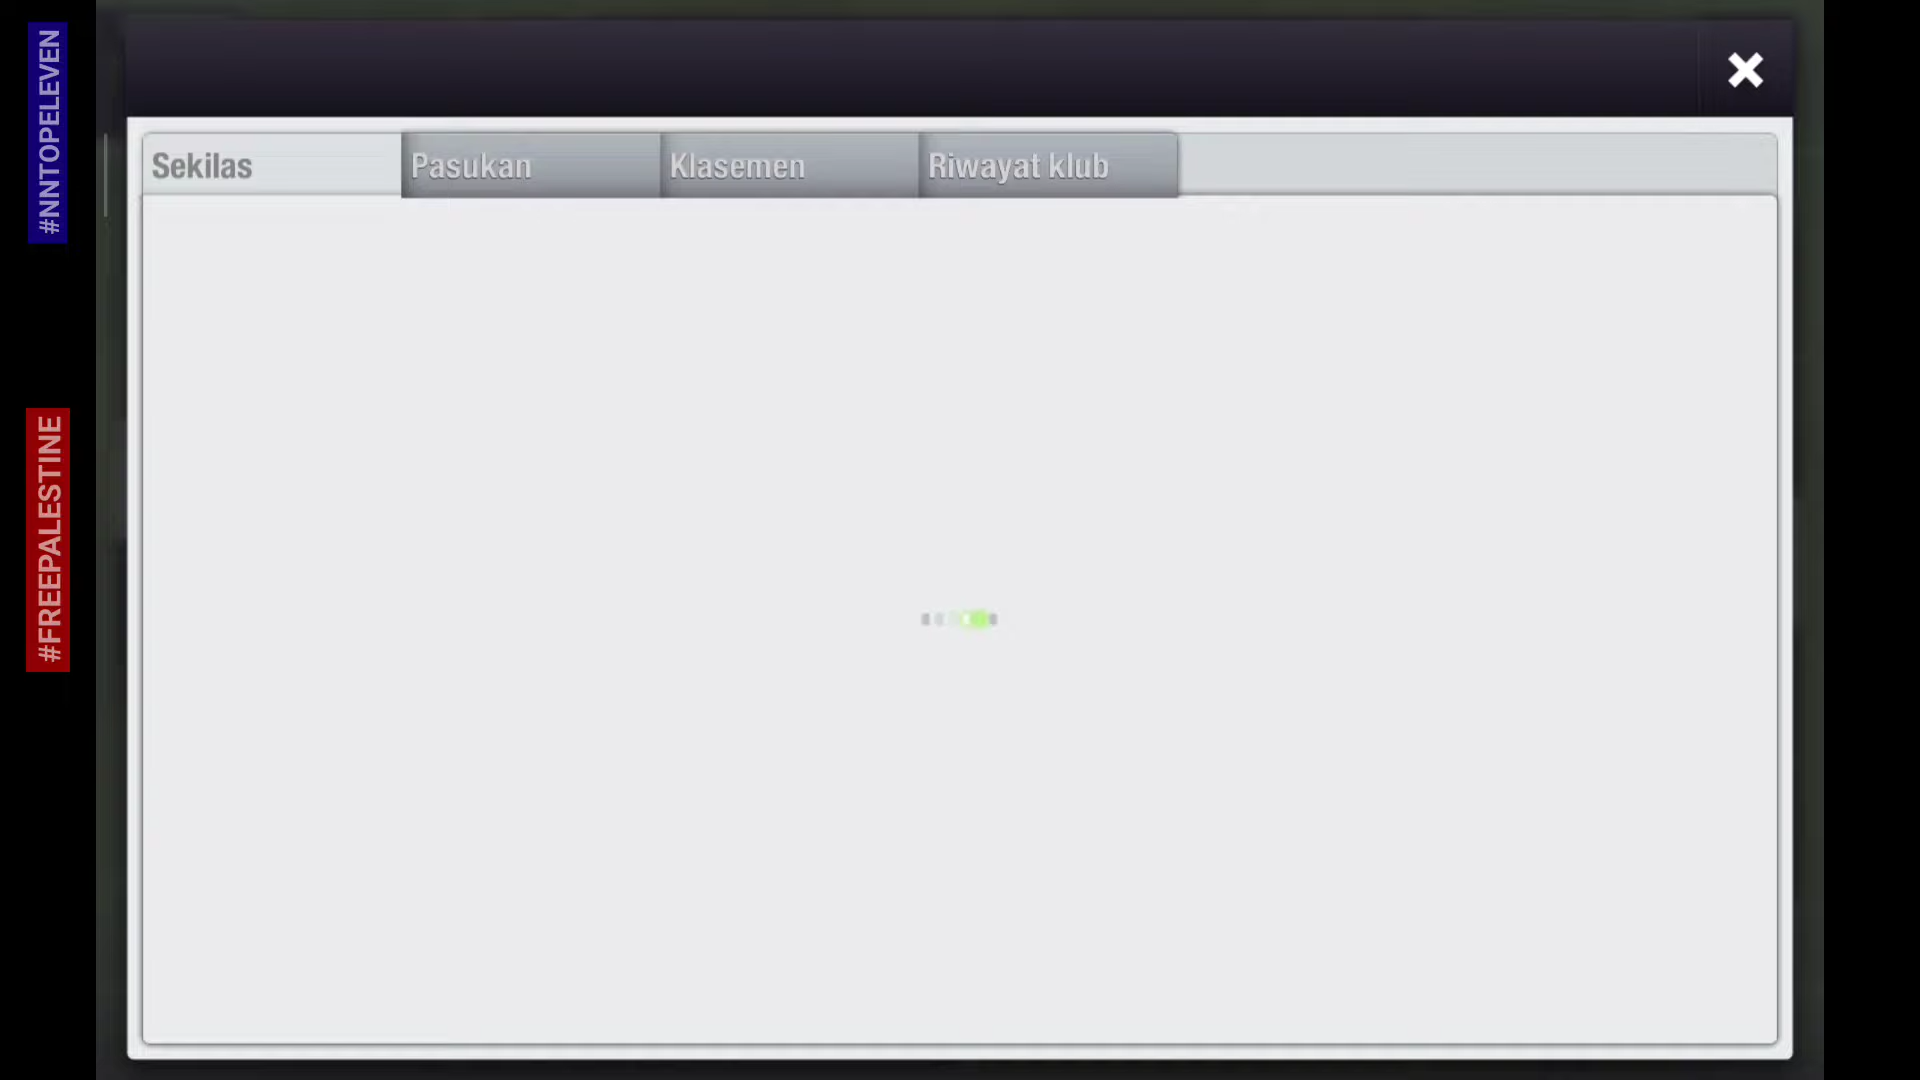 #NNTOPELEVEN
#FREEPALESTINE
Sekilas
Pasukan
Klasemen
Riwayat klub